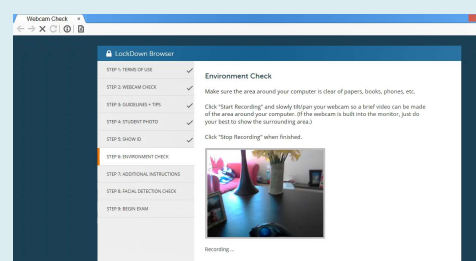 Webcam Check
LockDown Browser
STEP 1: TERMS OF USE
STEP 2: WEBCAM CHECK
STEP 3: GUIDELINES + TIPS
STEP 4: STUDENT PHOTO
STEP 5: SHOW ID
STEP 6: ENVIRONMENT CHECK
STEP 7: ADDITIONAL INSTRUCTIONS
STEP 8: FACIAL DETECTION CHECK
STEP 9: BEGIN EXAM
Environment Check
Make sure the area around your computer is clear of papers, books, phones, etc.
Click "Start Recording" and slowly tilt/pan your webcam so a brief video can be made
of the area around your computer. (If the webcam is built into the monitor, just do
your best to show the surrounding area.)
Click "Stop Recording" when finished.
Recording ...